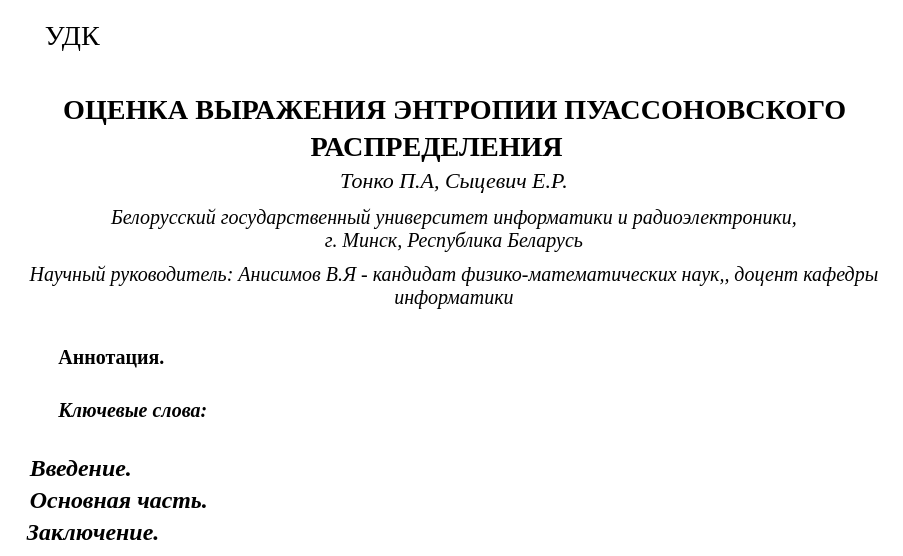 УДК
ОЦЕНКА ВЫРАЖЕНИЯ ЭНТРОПИИ ПУАССОНОВСКОГО
РАСПРЕДЕЛЕНИЯ
Тонко П.А, Сыцевич Е.Р.
Белорусский государственный университет информатики и радиоэлектроники,
г. Минск, Республика Беларусь
Научный руководитель: Анисимов В.Я - кандидат физико-математических наук,, доцент кафедры
информатики
Аннотация.
Ключевые слова:
Введение.
Основная часть.
Заключение.